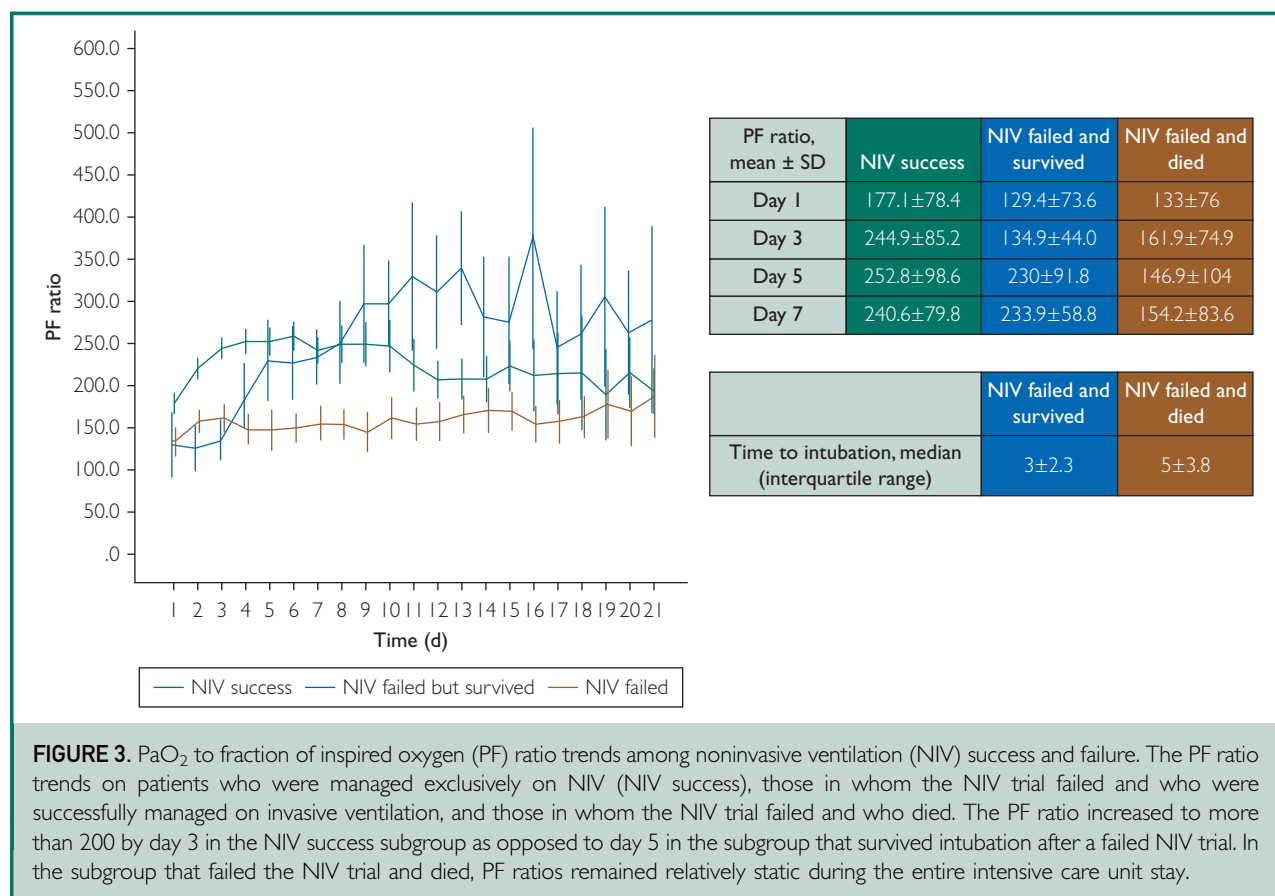 600.0
550.0
500.0
450.0
400.0
350.0
300.0
250.0
200.0
150.0
100.0
50.0
.0
PF ratio
1 2 3 4 5 6 7 8 9 10 11 12 13 14 15 16 17 18 19 20 21
Time (d)
NIV success NIV failed but survived NIV failed
PF ratio, mean ± SD NIV success NIV failed and survived NIV failed and died
Day 1 177.1±78.4 129.4±73.6 133±76
Day 3 244.9±85.2 134.9±44.0 161.9±74.9
Day 5 252.8±98.6 230±91.8 146.9±104
Day 7 240.6±79.8 233.9±58.8 154.2±83.6
NIV failed and survived NIV failed and died
Time to intubation, median (interquartile range) 3±2.3 5±3.8
FIGURE 3. PaO2 to fraction of inspired oxygen (PF) ratio trends among noninvasive ventilation (NIV) success and failure. The PF ratio
trends on patients who were managed exclusively on NIV (NIV success), those in whom the NIV trial failed and who were
successfully managed on invasive ventilation, and those in whom the NIV trial failed and who died. The PF ratio increased to more
than 200 by day 3 in the NIV success subgroup as opposed to day 5 in the subgroup that survived intubation after a failed NIV trial. In
the subgroup that failed the NIV trial and died, PF ratios remained relatively static during the entire intensive care unit stay.